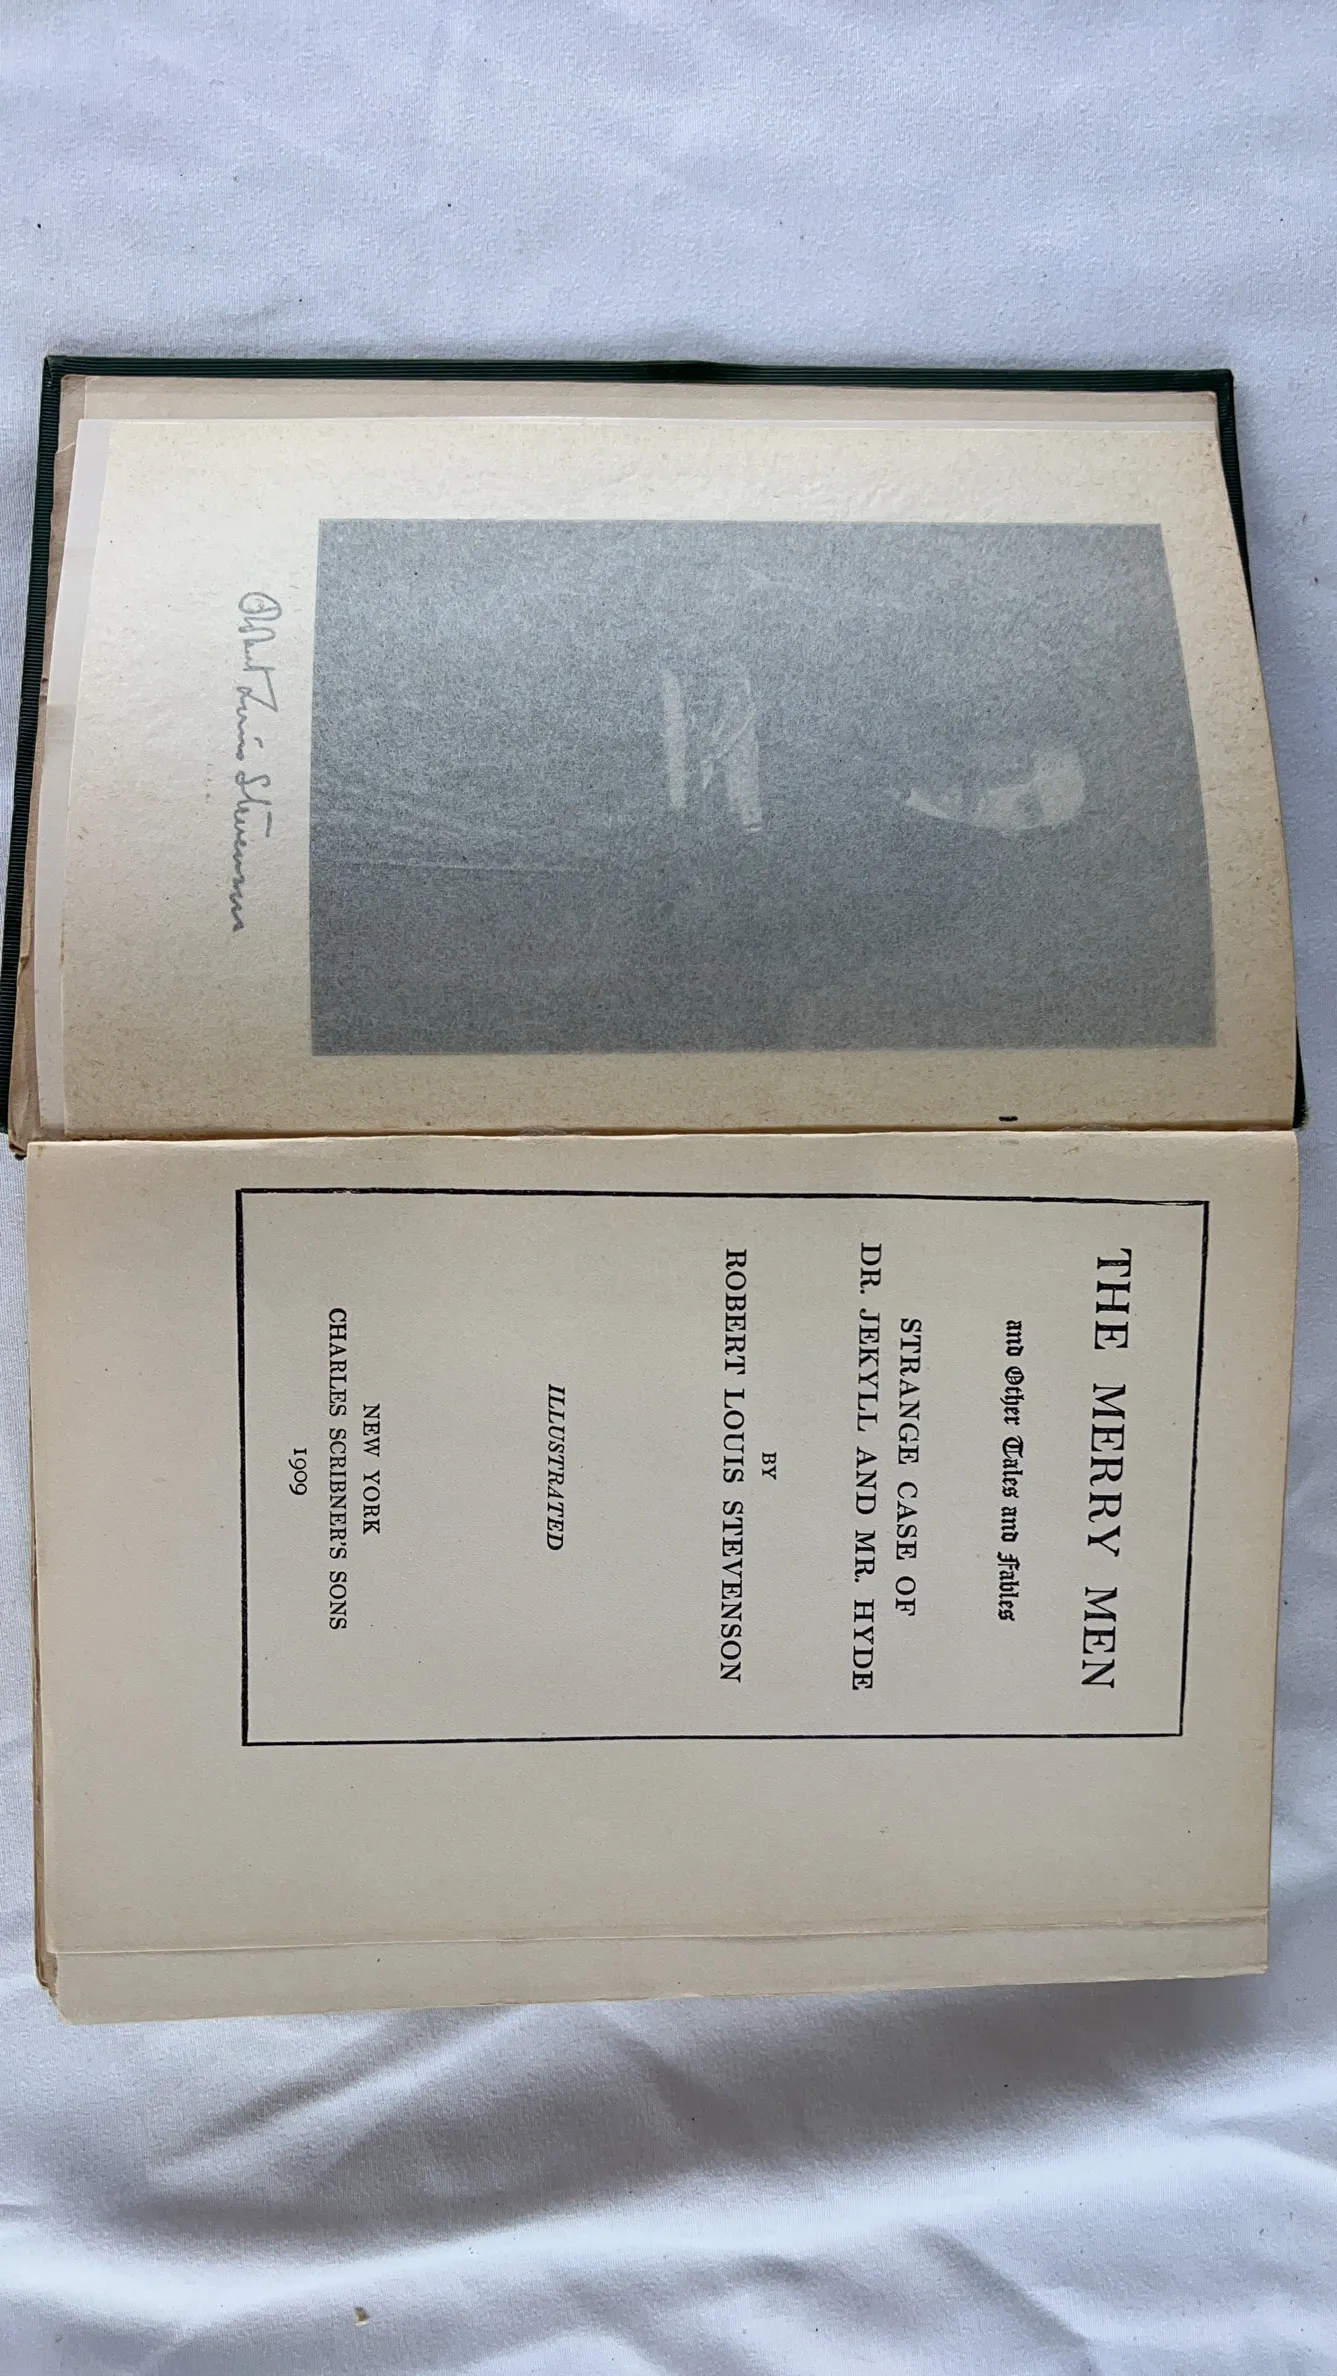 Robert Louis Stevenson
THE MERRY MEN
and Other Tales and Fables
STRANGE CASE OF
DR. JEKYLL AND MR. HYDE
BY
ROBERT LOUIS STEVENSON
ILLUSTRATED
NEW YORK
CHARLES SCRIBNER'S SONS
1909